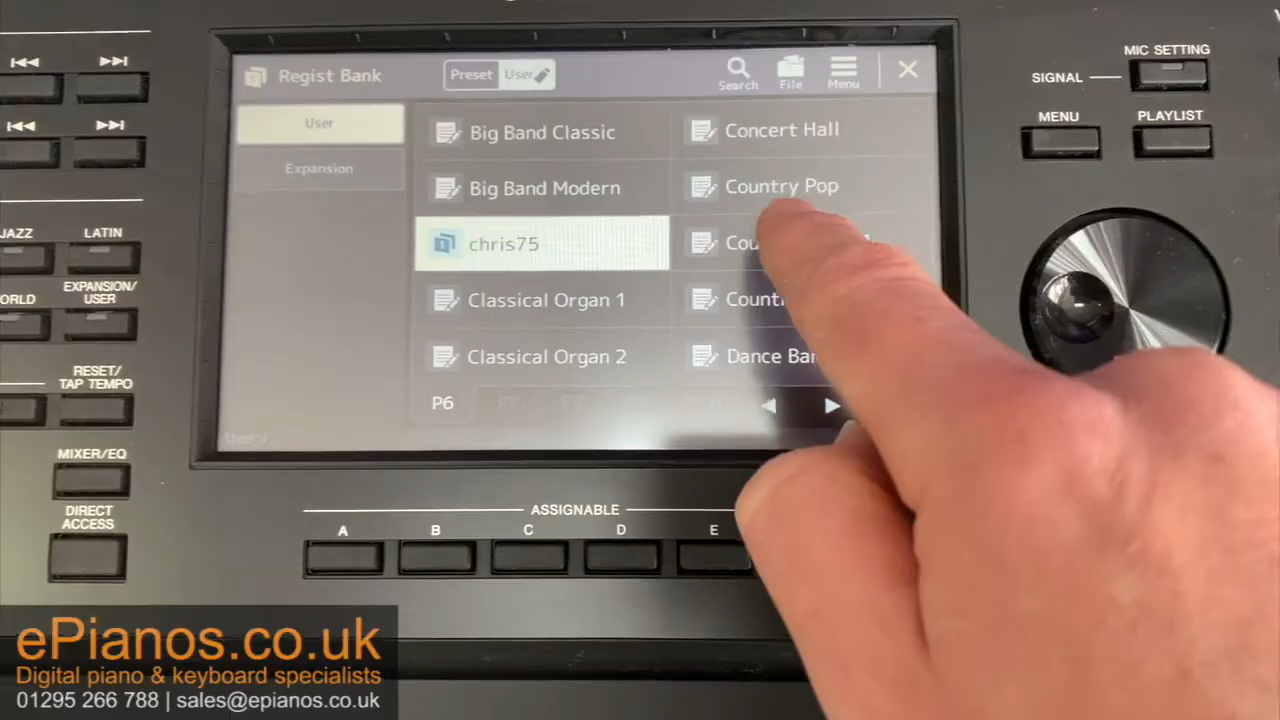 MIC SETTING
SIGNAL
MENU
PLAYLIST
Regist Bank
Preset
User
Search
File
Menu
User
Expansion
Big Band Classic
Concert Hall
Big Band Modern
Country Pop
chris75
Classical Organ 1
Classical Organ 2
P6
JAZZ
LATIN
EXPANSION/
USER
RESET/
TAP TEMPO
MIXER/EQ
DIRECT
ACCESS
ASSIGNABLE
A B C D E
ePianos.co.uk
Digital piano & keyboard specialists
01295 266 788 | sales@epianos.co.uk